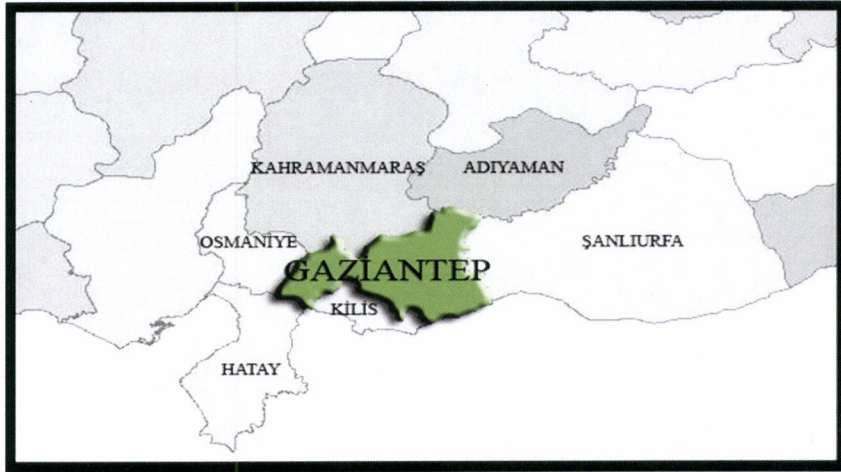 KAHRAMANMARAŞ
ADIYAMAN
OSMANİYE
ŞANLIURFA
GAZİANTEP
KİLİS
HATAY